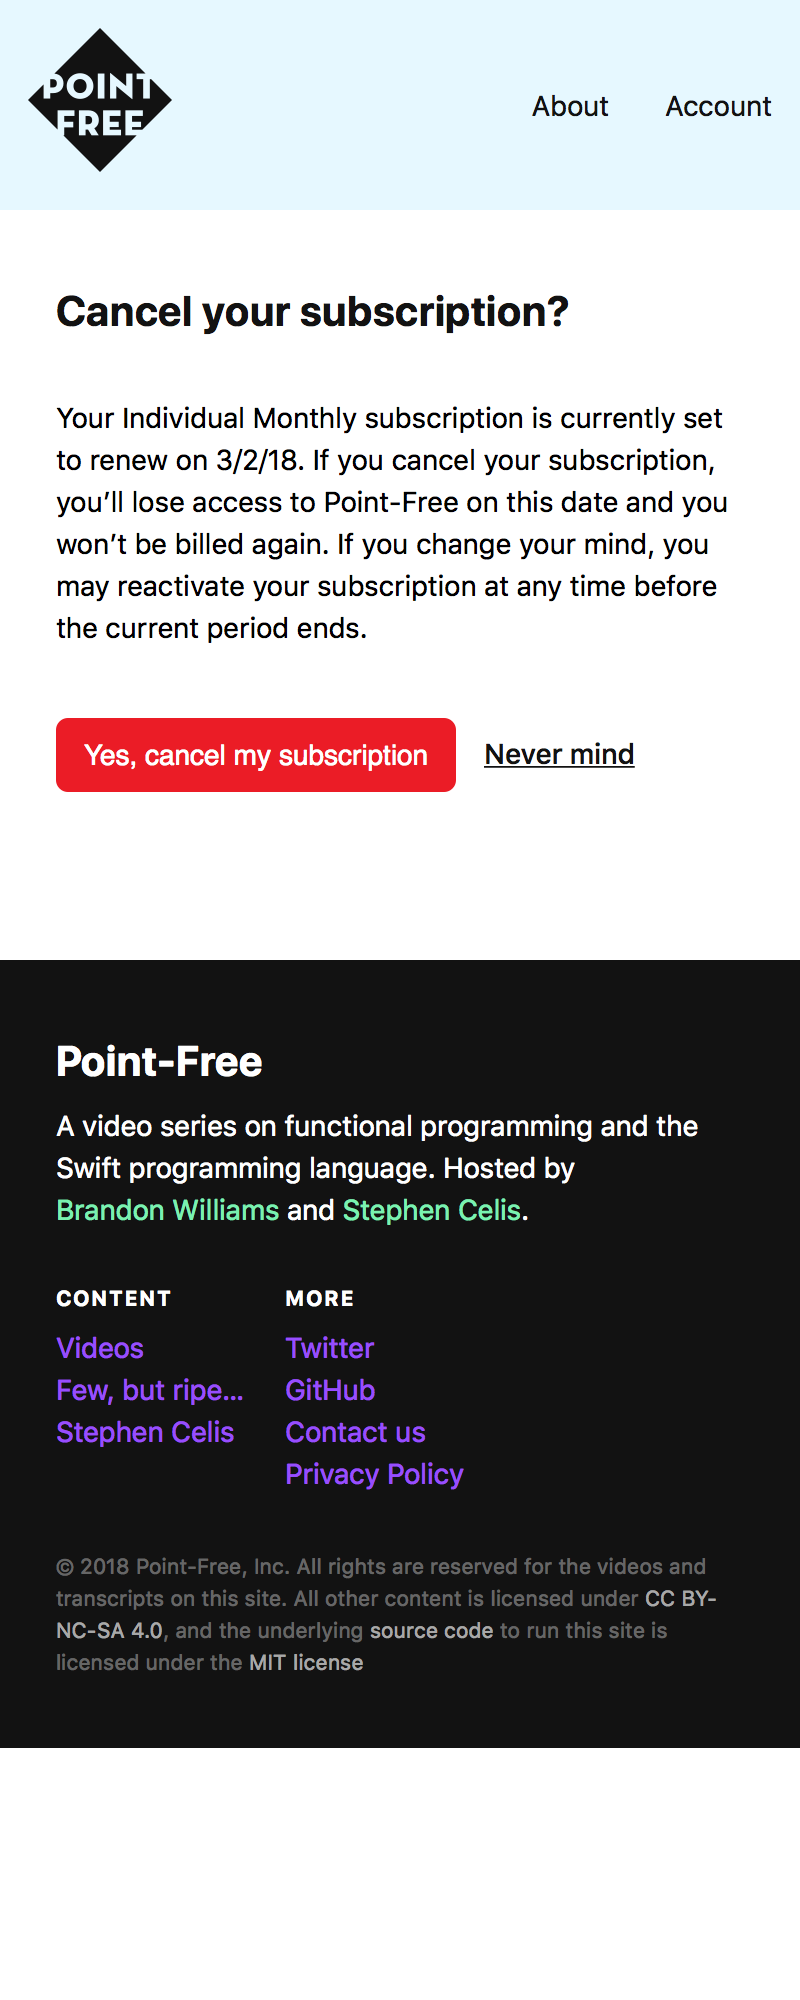 POINT
FREE
About Account
Cancel your subscription?
Your Individual Monthly subscription is currently set
to renew on 3/2/18. If you cancel your subscription,
you’ll lose access to Point-Free on this date and you
won’t be billed again. If you change your mind, you
may reactivate your subscription at any time before
the current period ends.
Yes, cancel my subscription Never mind
Point-Free
A video series on functional programming and the
Swift programming language. Hosted by
Brandon Williams and Stephen Celis.
CONTENT
Videos
Few, but ripe...
Stephen Celis
MORE
Twitter
GitHub
Contact us
Privacy Policy
© 2018 Point-Free, Inc. All rights are reserved for the videos and
transcripts on this site. All other content is licensed under CC BY-
NC-SA 4.0, and the underlying source code to run this site is
licensed under the MIT license